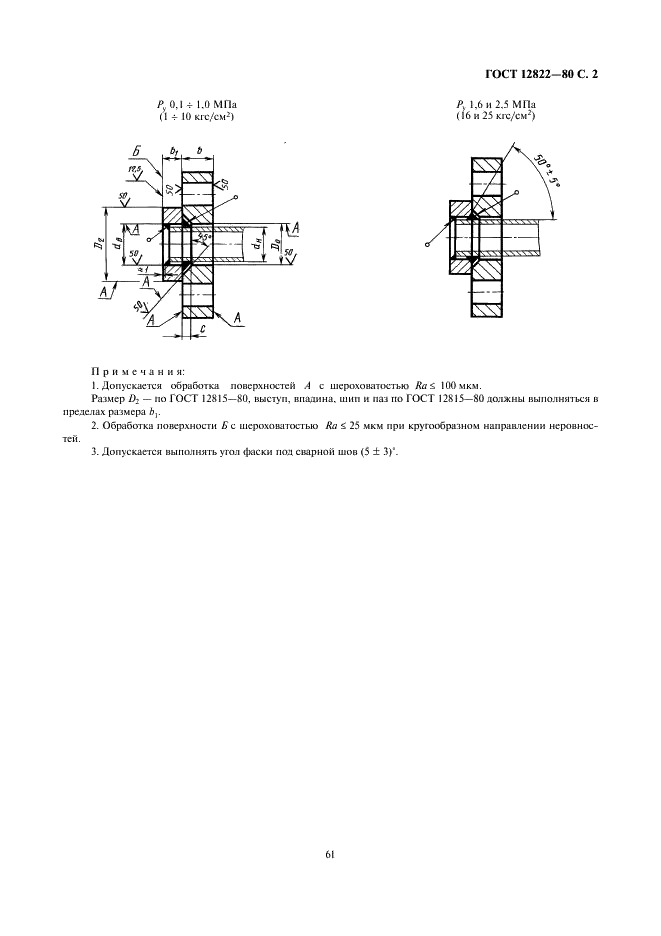 ГОСТ 12822—80 С. 2
Pу 0,1 ÷ 1,0 МПа
(1 ÷ 10 кгс/см²)
Pу 1,6 и 2,5 МПа
(16 и 25 кгс/см²)
Б
b₁
b
12,5
50
50
50
50° ± 5°
А
А
D₂
dв
45°
dн
Dв
50
50
≈1
А
А
50
А
А
c
П р и м е ч а н и я:
1. Допускается обработка поверхностей А с шероховатостью Ra ≤ 100 мкм.
Размер D₂ — по ГОСТ 12815—80, выступ, впадина, шип и паз по ГОСТ 12815—80 должны выполняться в
пределах размера b₁.
2. Обработка поверхности Б с шероховатостью Ra ≤ 25 мкм при кругообразном направлении неровнос-
тей.
3. Допускается выполнять угол фаски под сварной шов (5 ± 3)°.
61